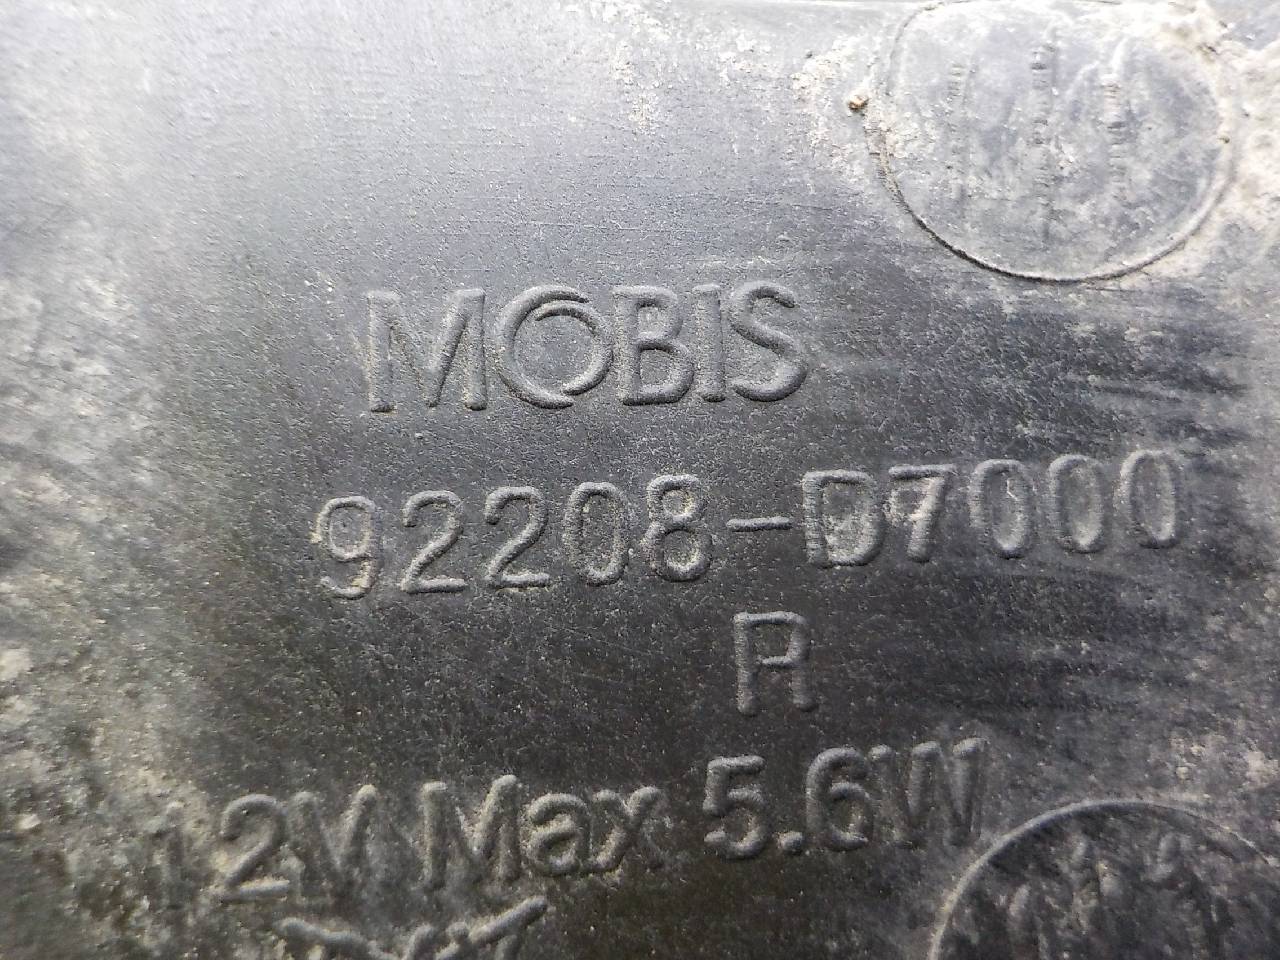 MOBIS
92208-D7000
R
12V Max 5.6W